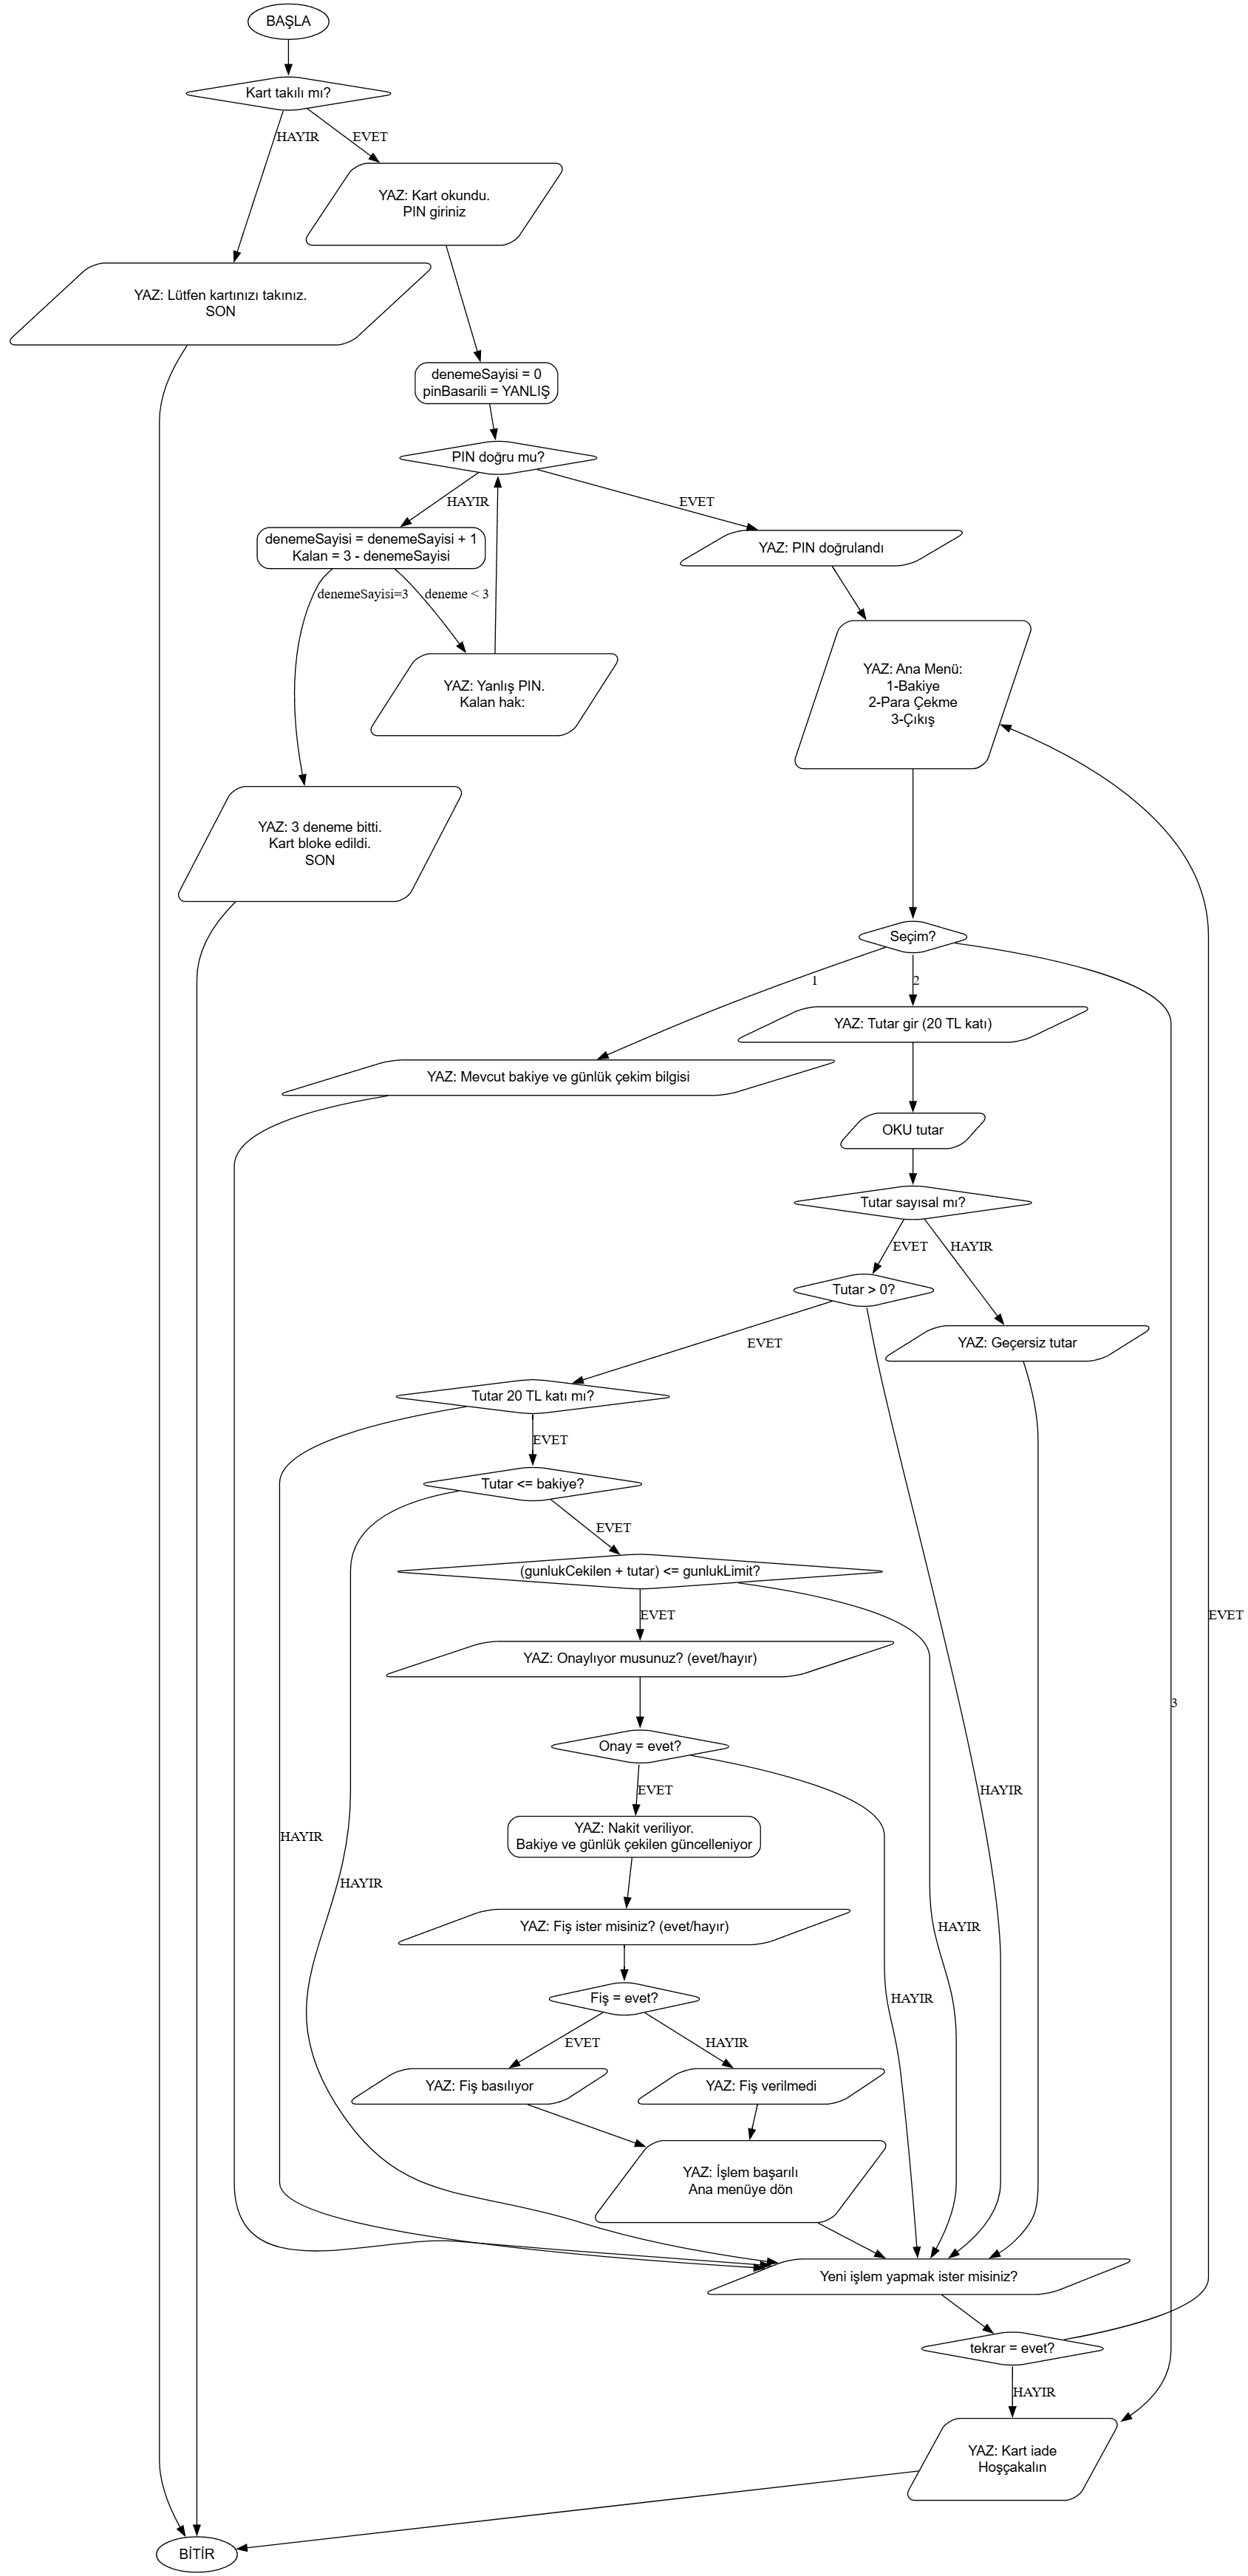 BAŞLA
Kart takılı mı?
HAYIR
EVET
YAZ: Kart okundu.
PIN giriniz
YAZ: Lütfen kartınızı takınız.
SON
denemeSayisi = 0
pinBasarili = YANLIŞ
PIN doğru mu?
HAYIR
EVET
denemeSayisi = denemeSayisi + 1
Kalan = 3 - denemeSayisi
YAZ: PIN doğrulandı
denemeSayisi=3
deneme < 3
YAZ: Yanlış PIN.
Kalan hak:
YAZ: Ana Menü:
1-Bakiye
2-Para Çekme
3-Çıkış
YAZ: 3 deneme bitti.
Kart bloke edildi.
SON
Seçim?
1
2
YAZ: Tutar gir (20 TL katı)
YAZ: Mevcut bakiye ve günlük çekim bilgisi
OKU tutar
Tutar sayısal mı?
EVET
HAYIR
Tutar > 0?
EVET
YAZ: Geçersiz tutar
Tutar 20 TL katı mı?
EVET
Tutar <= bakiye?
EVET
(gunlukCekilen + tutar) <= gunlukLimit?
EVET
EVET
YAZ: Onaylıyor musunuz? (evet/hayır)
3
Onay = evet?
EVET
HAYIR
YAZ: Nakit veriliyor.
Bakiye ve günlük çekilen güncelleniyor
HAYIR
HAYIR
YAZ: Fiş ister misiniz? (evet/hayır)
HAYIR
Fiş = evet?
HAYIR
EVET
HAYIR
YAZ: Fiş basılıyor
YAZ: Fiş verilmedi
YAZ: İşlem başarılı
Ana menüye dön
Yeni işlem yapmak ister misiniz?
tekrar = evet?
HAYIR
YAZ: Kart iade
Hoşçakalın
BİTİR